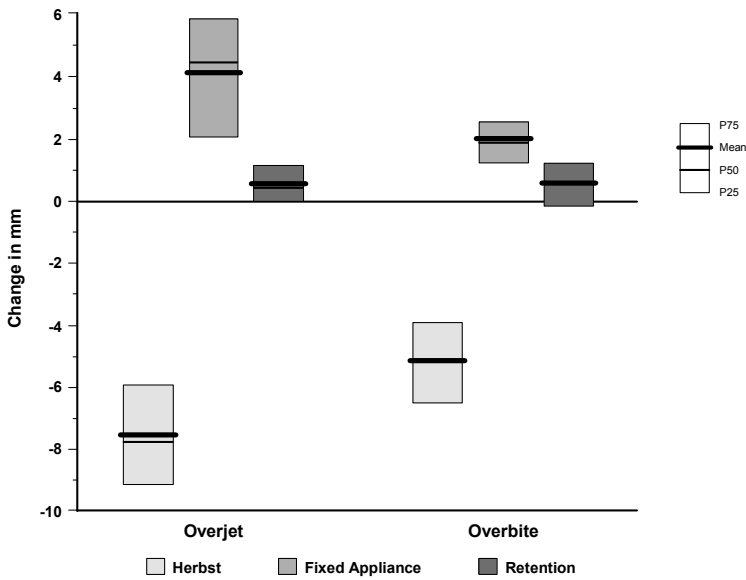 6
4
2
0
-2
-4
-6
-8
-10
Change in mm
P75
Mean
P50
P25
Overjet Overbite
Herbst Fixed Appliance Retention